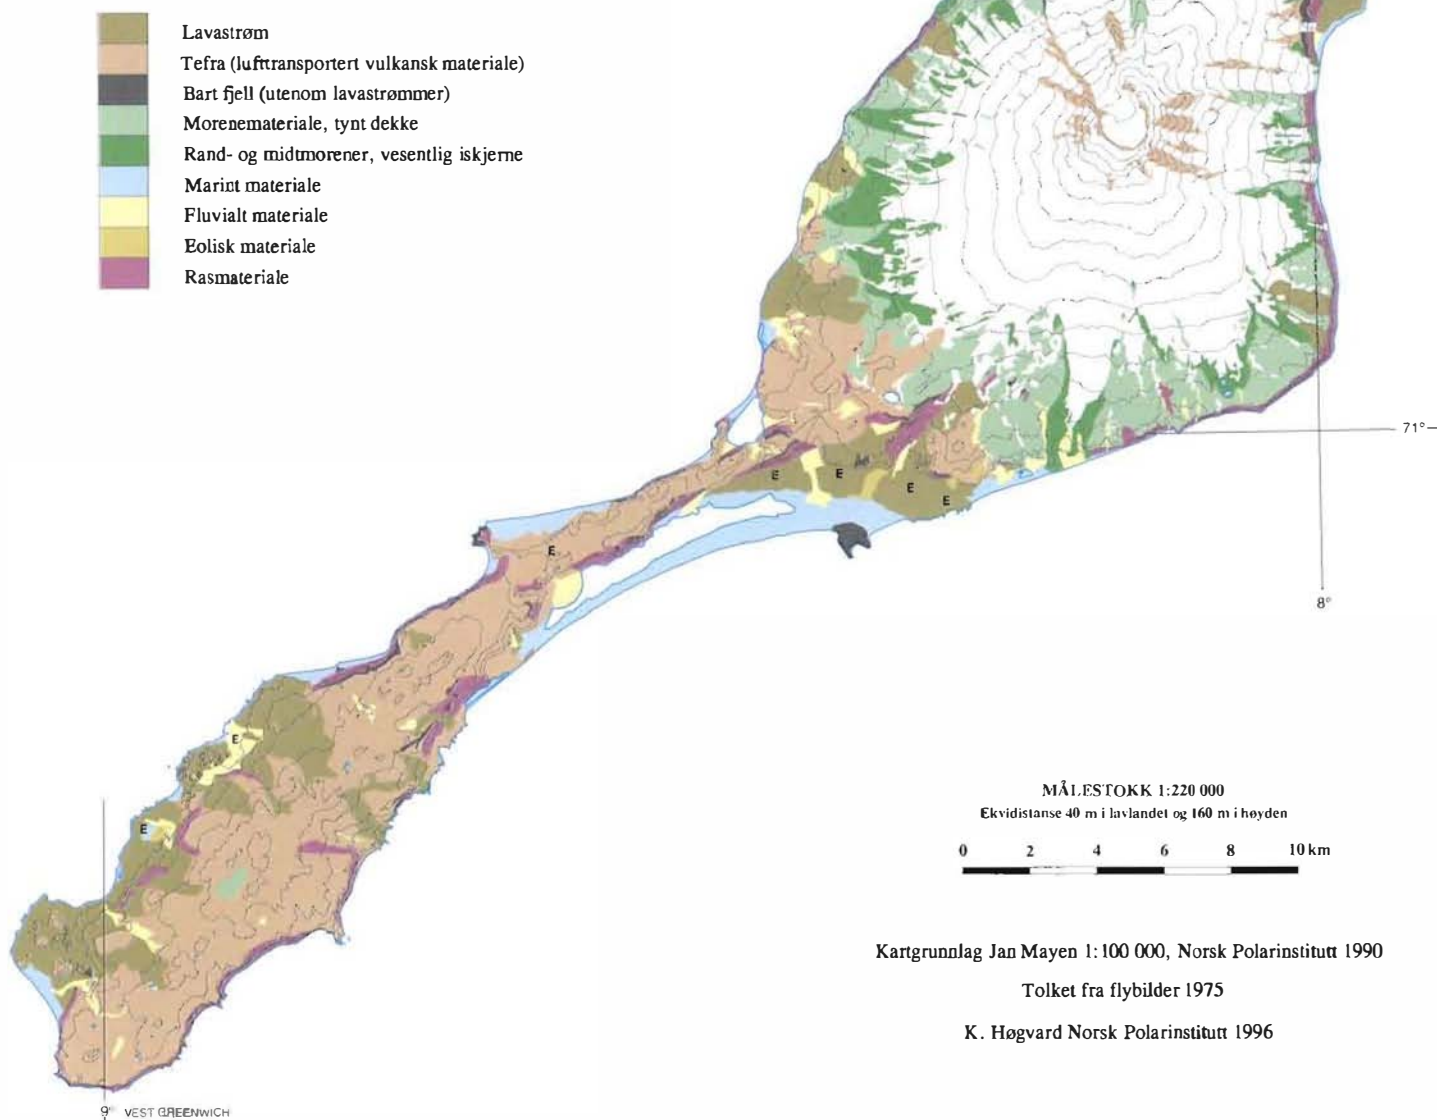 Lavastrøm
Tefra (lufttransportert vulkansk materiale)
Bart fjell (utenom lavastrømmer)
Morenemateriale, tynt dekke
Rand- og midtmorener, vesentlig iskjerne
Marint materiale
Fluvialt materiale
Eolisk materiale
Rasmateriale
71°
E
E
E
E
E
8°
E
E
MÅLESTOKK 1:220 000
Ekvidistanse 40 m i lavlandet og 160 m i høyden
0 2 4 6 8 10 km
Kartgrunnlag Jan Mayen 1:100 000, Norsk Polarinstitutt 1990
Tolket fra flybilder 1975
K. Høgvard Norsk Polarinstitutt 1996
9° VEST GREENWICH